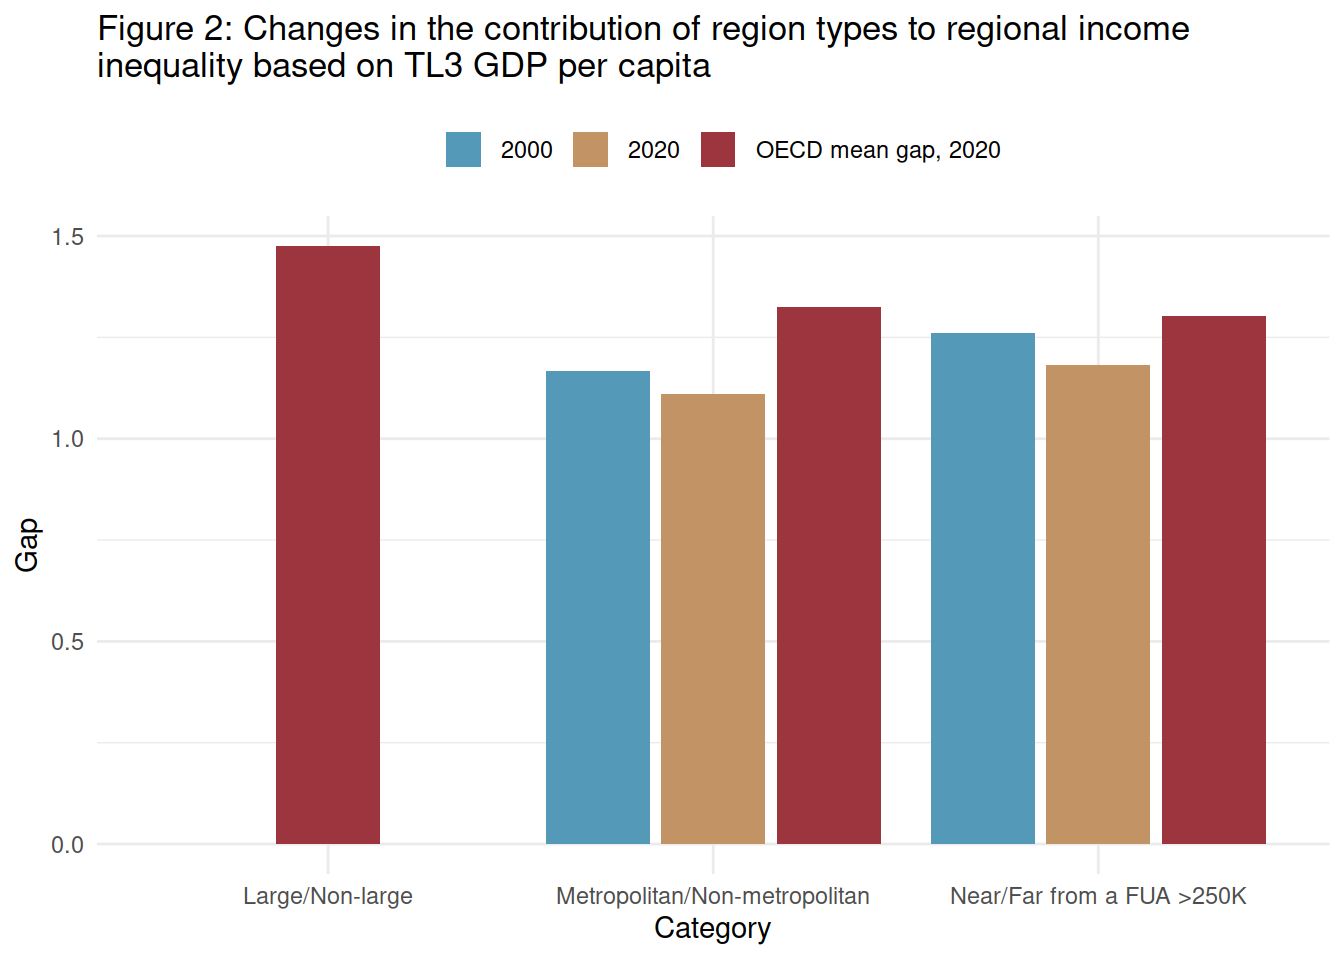 Figure 2: Changes in the contribution of region types to regional income
inequality based on TL3 GDP per capita
2000 2020 OECD mean gap, 2020
Gap
1.5
1.0
0.5
0.0
Large/Non-large Metropolitan/Non-metropolitan Near/Far from a FUA >250K
Category